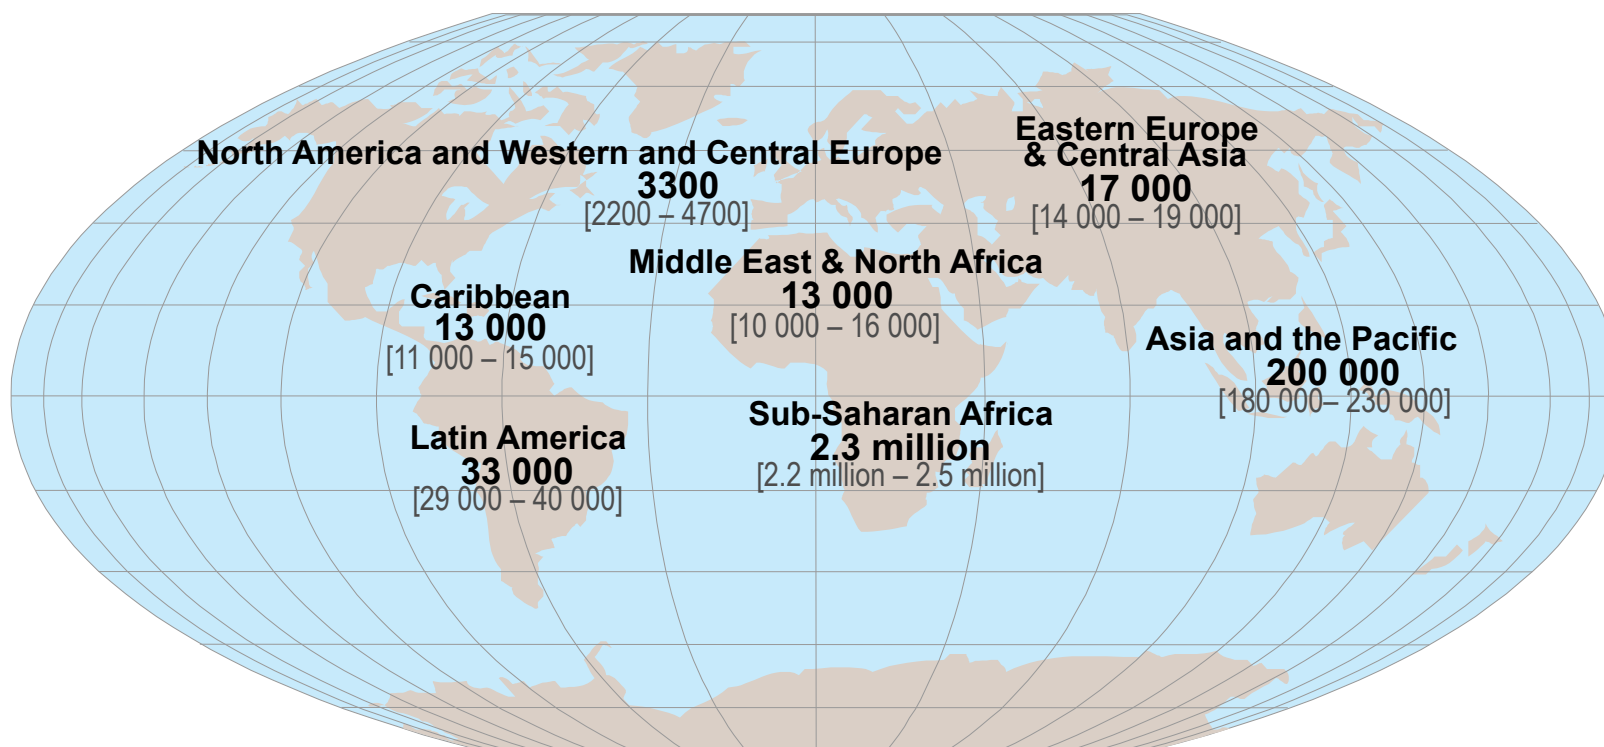 North America and Western and Central Europe
3300
[2200 – 4700]
Eastern Europe
& Central Asia
17 000
[14 000 – 19 000]
Middle East & North Africa
13 000
[10 000 – 16 000]
Caribbean
13 000
[11 000 – 15 000]
Asia and the Pacific
200 000
[180 000– 230 000]
Sub-Saharan Africa
2.3 million
[2.2 million – 2.5 million]
Latin America
33 000
[29 000 – 40 000]